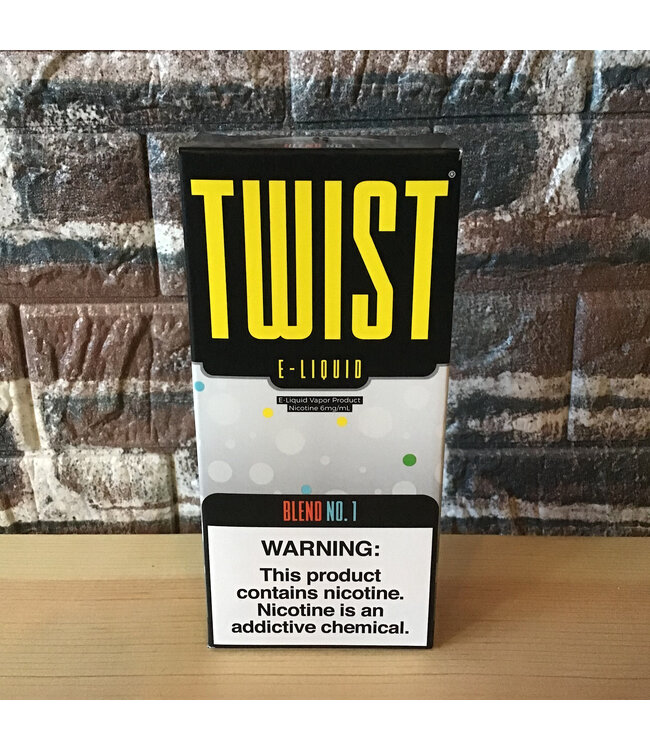 TWIST®
E-LIQUID
E-Liquid Vapor Product
Nicotine 6mg/mL
BLEND NO. 1
WARNING:
This product
contains nicotine.
Nicotine is an
addictive chemical.